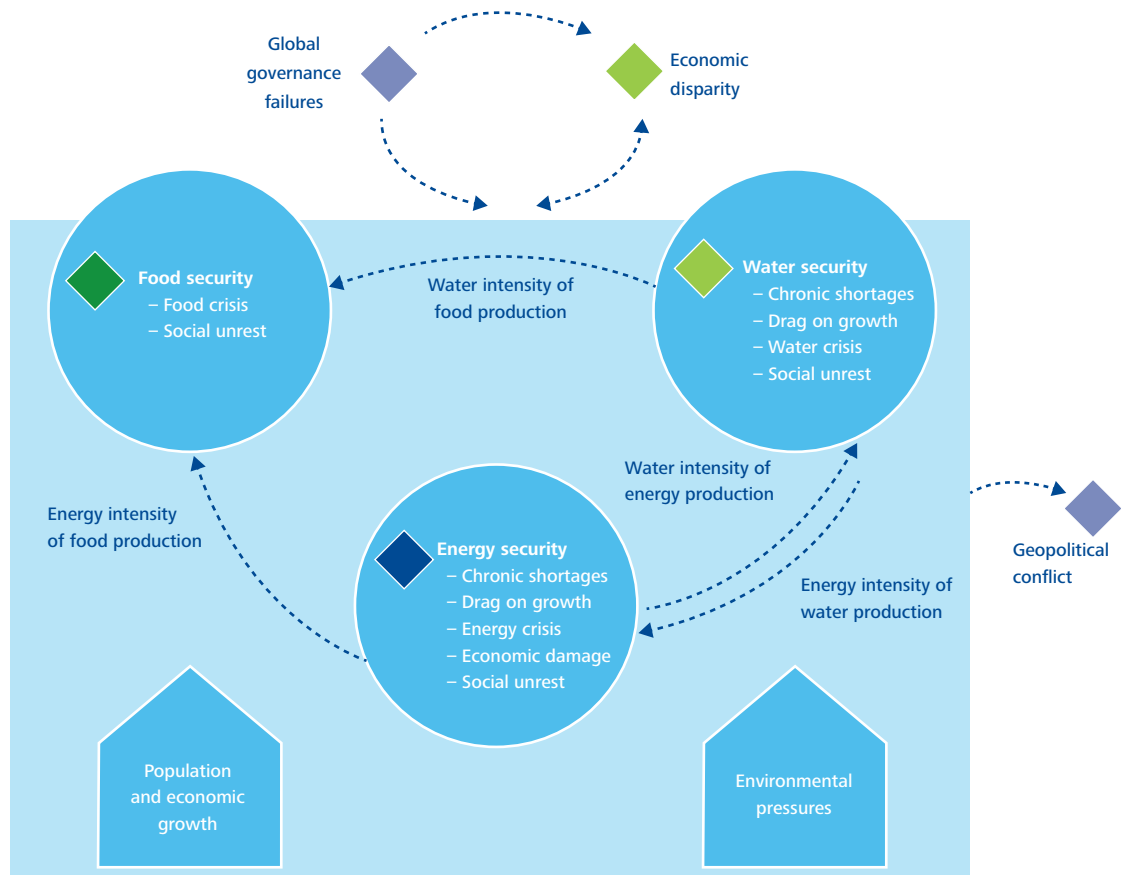 Global
governance
failures
Economic
disparity
Food security
– Food crisis
– Social unrest
Water intensity of
food production
Water security
– Chronic shortages
– Drag on growth
– Water crisis
– Social unrest
Energy intensity
of food production
Water intensity of
energy production
Energy security
– Chronic shortages
– Drag on growth
– Energy crisis
– Economic damage
– Social unrest
Energy intensity of
water production
Geopolitical
conflict
Population
and economic
growth
Environmental
pressures